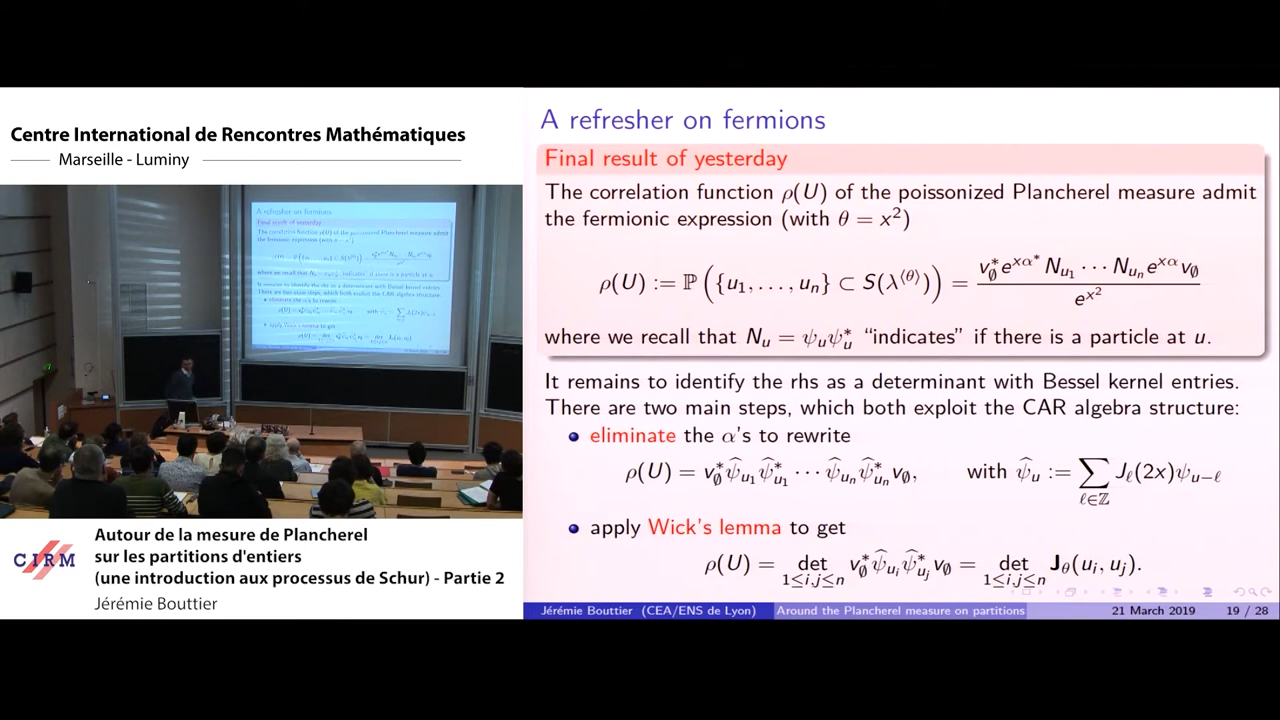 Centre International de Rencontres Mathématiques
Marseille - Luminy
CIRM
Autour de la mesure de Plancherel
sur les partitions d'entiers
(une introduction aux processus de Schur) - Partie 2
Jérémie Bouttier
A refresher on fermions
Final result of yesterday
The correlation function ρ(U) of the poissonized Plancherel measure admit
the fermionic expression (with θ = x²)
ρ(U) := ℙ({u₁, …, uₙ} ⊂ S(λ^⟨θ⟩)) = (v*_∅ e^{xα*} N_{u₁} ⋯ N_{uₙ} e^{xα} v_∅) / e^{x²}
where we recall that N_u = ψ_u ψ*_u “indicates” if there is a particle at u.
It remains to identify the rhs as a determinant with Bessel kernel entries.
There are two main steps, which both exploit the CAR algebra structure:
eliminate the α's to rewrite
ρ(U) = v*_∅ ψ̂_{u₁} ψ̂*_{u₁} ⋯ ψ̂_{uₙ} ψ̂*_{uₙ} v_∅, with ψ̂_u := ∑_{ℓ∈ℤ} J_ℓ(2x) ψ_{u−ℓ}
apply Wick's lemma to get
ρ(U) = det_{1≤i,j≤n} v*_∅ ψ̂_{u_i} ψ̂*_{u_j} v_∅ = det_{1≤i,j≤n} J_θ(u_i, u_j).
Jérémie Bouttier (CEA/ENS de Lyon) Around the Plancherel measure on partitions 21 March 2019 19 / 28